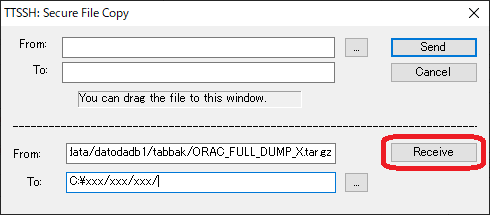 TTSSH: Secure File Copy
From:
... Send
To:
Cancel
You can drag the file to this window.
From: data/datodadb1/tabbak/ORAC_FULL_DUMP_X.tar.gz Receive
To: C:¥xxx/xxx/xxx/ ...